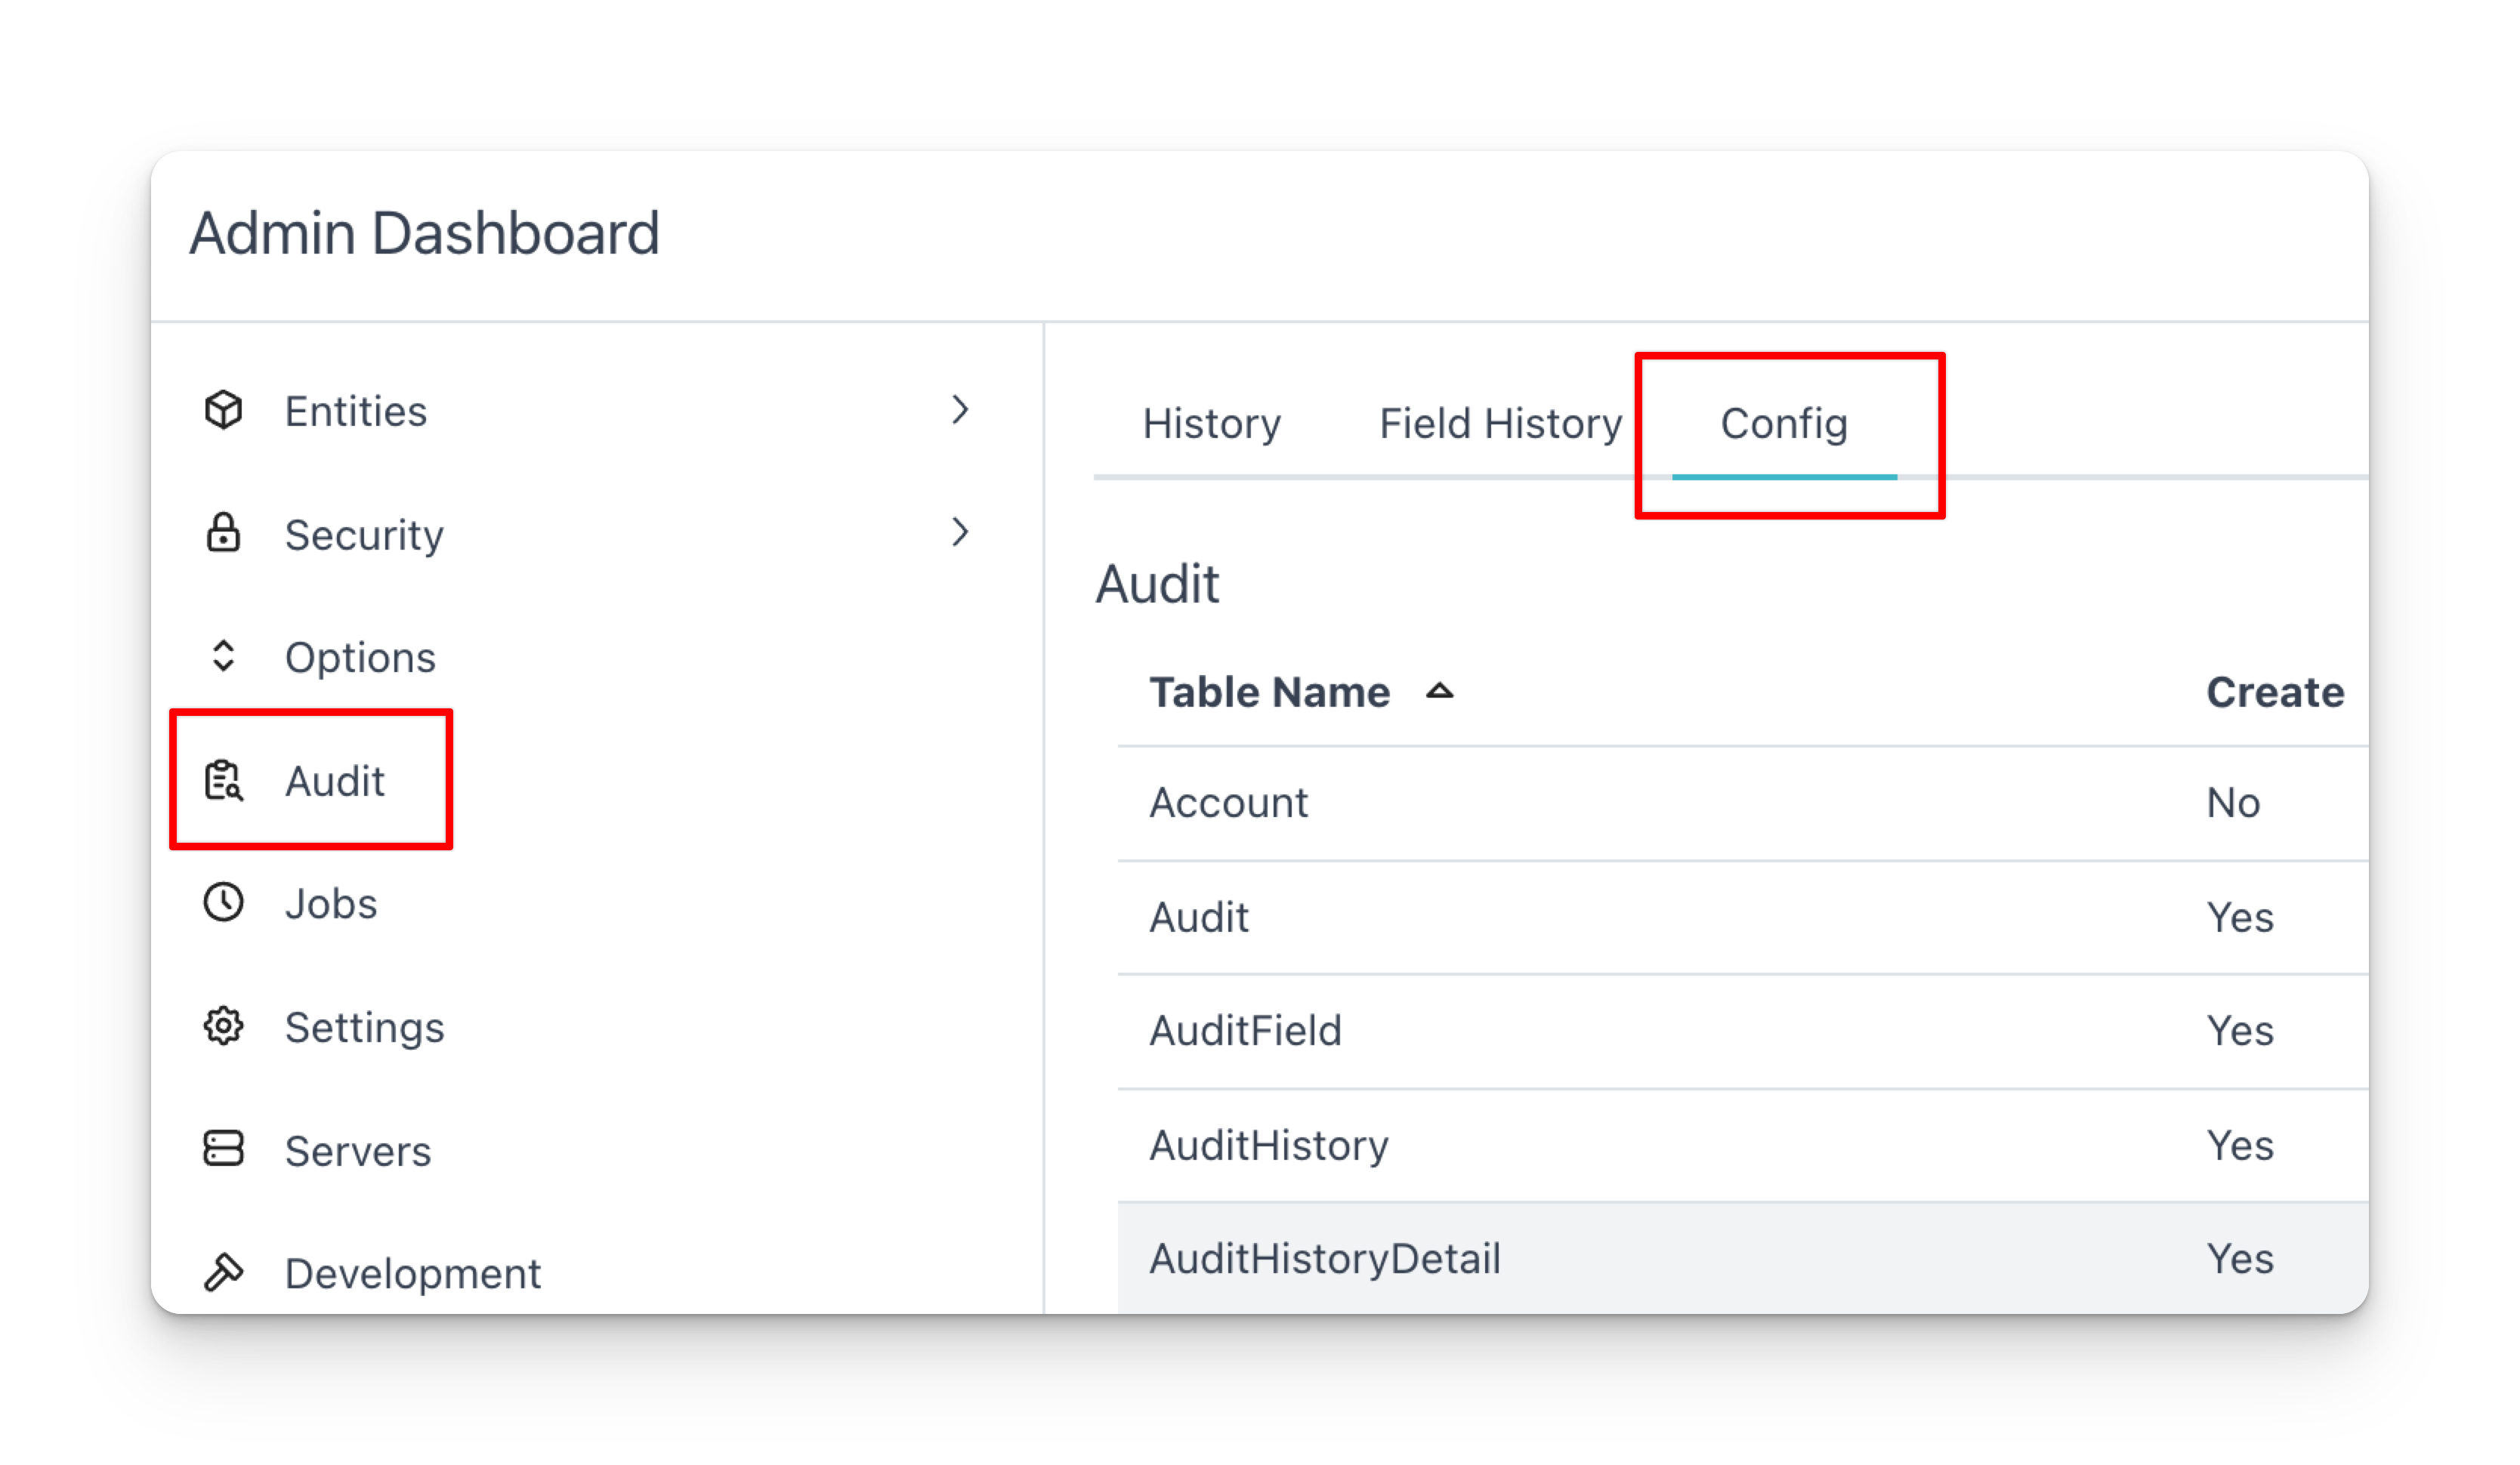 Admin Dashboard
Entities
Security
Options
Audit
Jobs
Settings
Servers
Development
History Field History Config
Audit
Table Name Create
Account No
Audit Yes
AuditField Yes
AuditHistory Yes
AuditHistoryDetail Yes